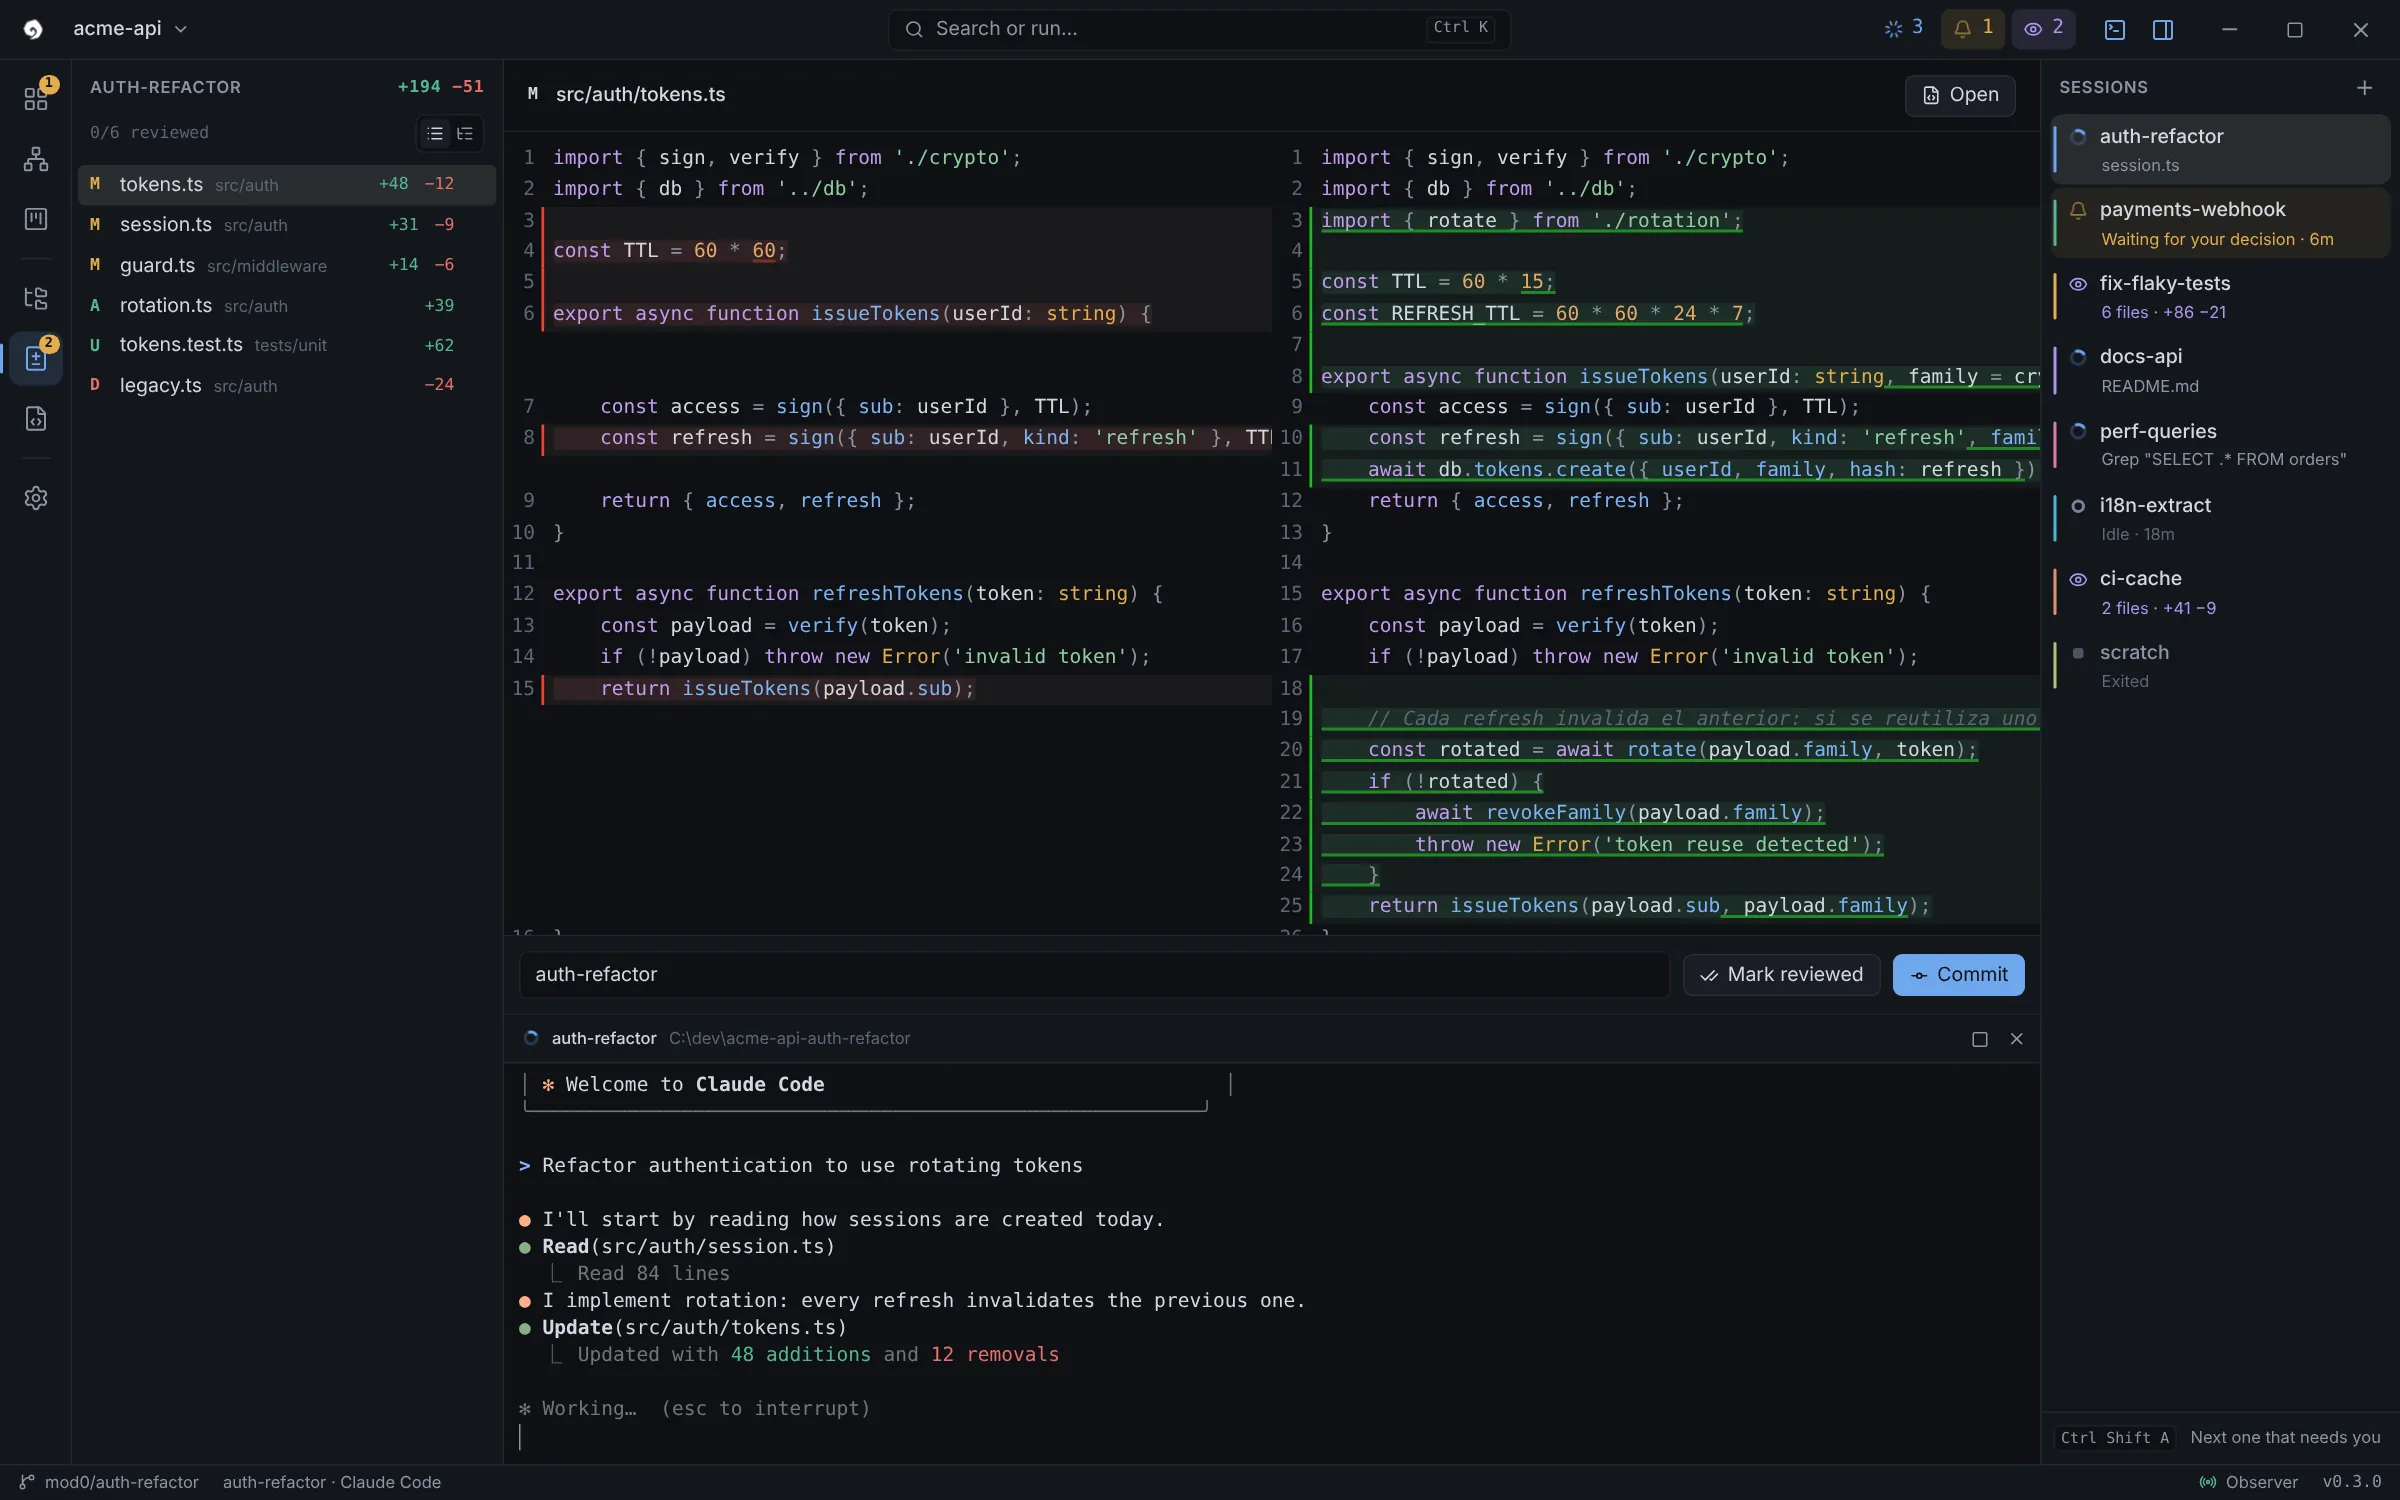 acme-api
Search or run...
Ctrl K
3
1
2
1
2
AUTH-REFACTOR
+194 −51
0/6 reviewed
M tokens.ts src/auth +48 −12
M session.ts src/auth +31 −9
M guard.ts src/middleware +14 −6
A rotation.ts src/auth +39
U tokens.test.ts tests/unit +62
D legacy.ts src/auth −24
M src/auth/tokens.ts
Open
1 import { sign, verify } from './crypto';
2 import { db } from '../db';
3
4 const TTL = 60 * 60;
5
6 export async function issueTokens(userId: string) {
7 const access = sign({ sub: userId }, TTL);
8 const refresh = sign({ sub: userId, kind: 'refresh' }, TTL
9 return { access, refresh };
10 }
11
12 export async function refreshTokens(token: string) {
13 const payload = verify(token);
14 if (!payload) throw new Error('invalid token');
15 return issueTokens(payload.sub);
16 }
1 import { sign, verify } from './crypto';
2 import { db } from '../db';
3 import { rotate } from './rotation';
4
5 const TTL = 60 * 15;
6 const REFRESH_TTL = 60 * 60 * 24 * 7;
7
8 export async function issueTokens(userId: string, family = cry
9 const access = sign({ sub: userId }, TTL);
10 const refresh = sign({ sub: userId, kind: 'refresh', fami
11 await db.tokens.create({ userId, family, hash: refresh })
12 return { access, refresh };
13 }
14
15 export async function refreshTokens(token: string) {
16 const payload = verify(token);
17 if (!payload) throw new Error('invalid token');
18
19 // Cada refresh invalida el anterior: si se reutiliza uno
20 const rotated = await rotate(payload.family, token);
21 if (!rotated) {
22 await revokeFamily(payload.family);
23 throw new Error('token reuse detected');
24 }
25 return issueTokens(payload.sub, payload.family);
26 }
auth-refactor
Mark reviewed
Commit
auth-refactor C:\dev\acme-api-auth-refactor
✻ Welcome to Claude Code
> Refactor authentication to use rotating tokens
● I'll start by reading how sessions are created today.
● Read(src/auth/session.ts)
Read 84 lines
● I implement rotation: every refresh invalidates the previous one.
● Update(src/auth/tokens.ts)
Updated with 48 additions and 12 removals
✻ Working… (esc to interrupt)
SESSIONS
auth-refactor
session.ts
payments-webhook
Waiting for your decision · 6m
fix-flaky-tests
6 files · +86 −21
docs-api
README.md
perf-queries
Grep "SELECT .* FROM orders"
i18n-extract
Idle · 18m
ci-cache
2 files · +41 −9
scratch
Exited
Ctrl Shift A Next one that needs you
mod0/auth-refactor
auth-refactor · Claude Code
Observer
v0.3.0